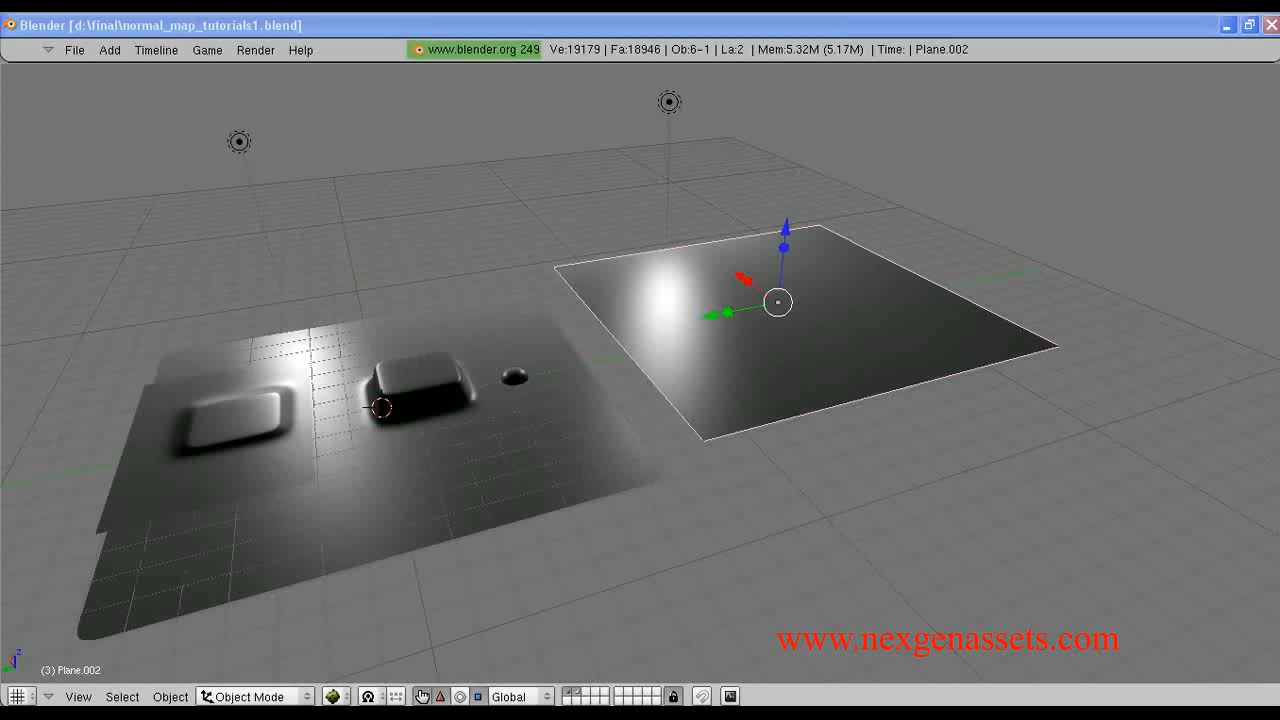 Blender [d:\final\normal_map_tutorials1.blend]
File Add Timeline Game Render Help www.blender.org 249 Ve:19179 | Fa:18946 | Ob:6-1 | La:2 | Mem:5.32M (5.17M) | Time: | Plane.002
www.nexgenassets.com
z
(3) Plane.002
View Select Object Object Mode Global